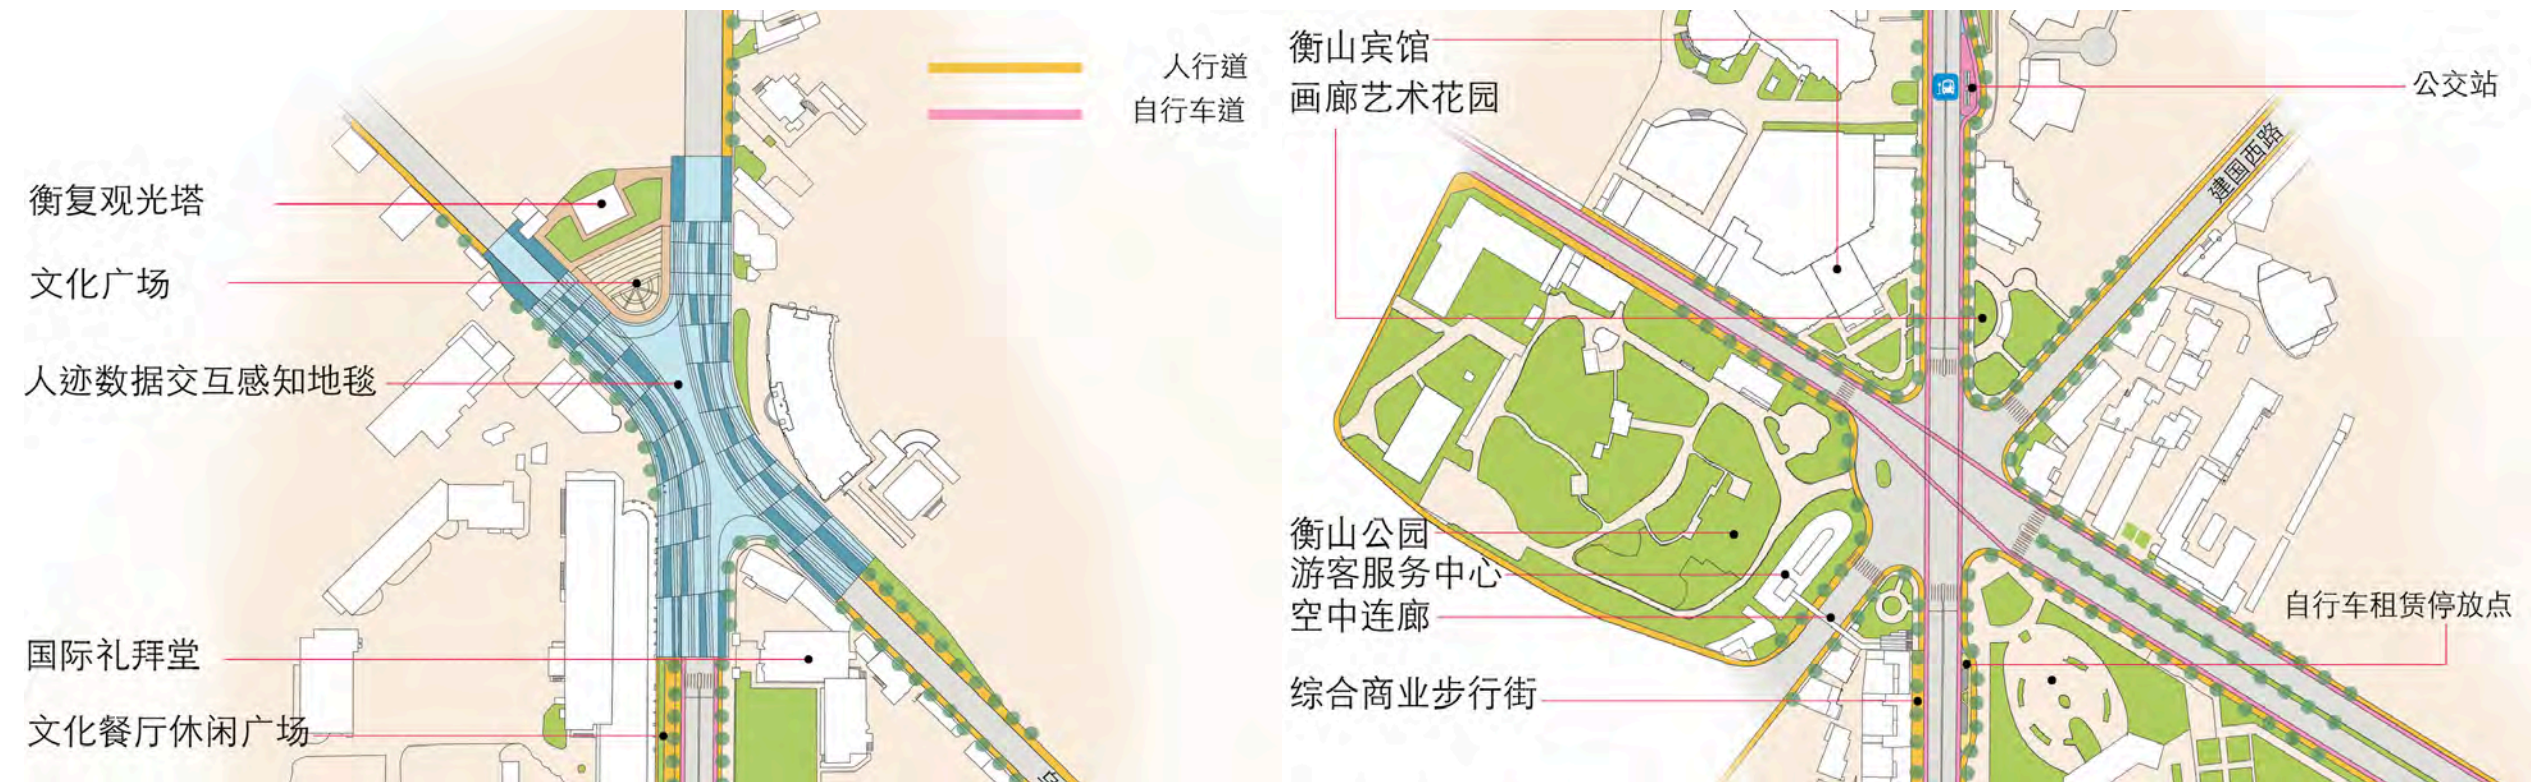 人行道
自行车道
衡复观光塔
文化广场
人迹数据交互感知地毯
国际礼拜堂
文化餐厅休闲广场
衡山宾馆
画廊艺术花园
公交站
建国西路
衡山公园
游客服务中心
空中连廊
综合商业步行街
自行车租赁停放点